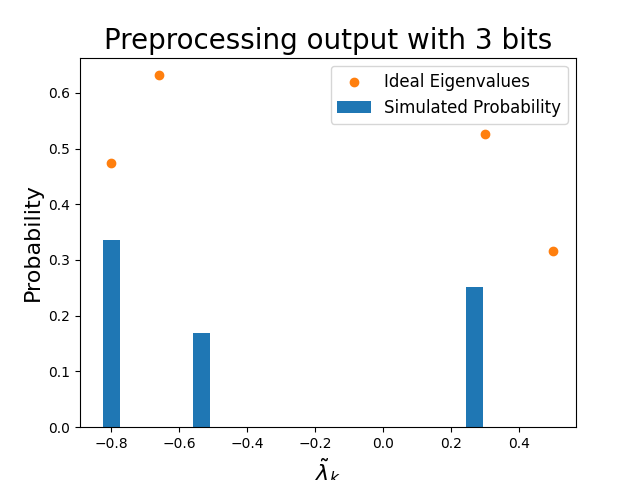 Preprocessing output with 3 bits
Ideal Eigenvalues
Simulated Probability
Probability
0.6
0.5
0.4
0.3
0.2
0.1
0.0
−0.8 −0.6 −0.4 −0.2 0.0 0.2 0.4
λ̃k